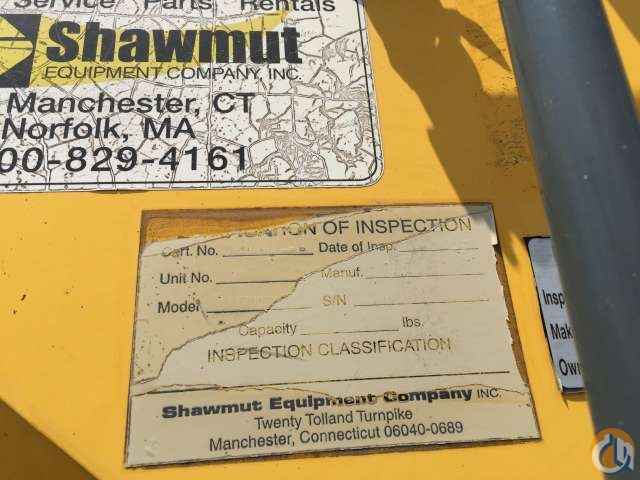 Service Parts Rentals
Shawmut
EQUIPMENT COMPANY, INC.
Manchester, CT
Norfolk, MA
00-829-4161
OF INSPECTION
Cert. No. Date of Insp.
Unit No. Manuf.
Model S/N
Capacity lbs.
INSPECTION CLASSIFICATION
Shawmut Equipment Company INC.
Twenty Tolland Turnpike
Manchester, Connecticut 06040-0689
Insp
Mak
Own